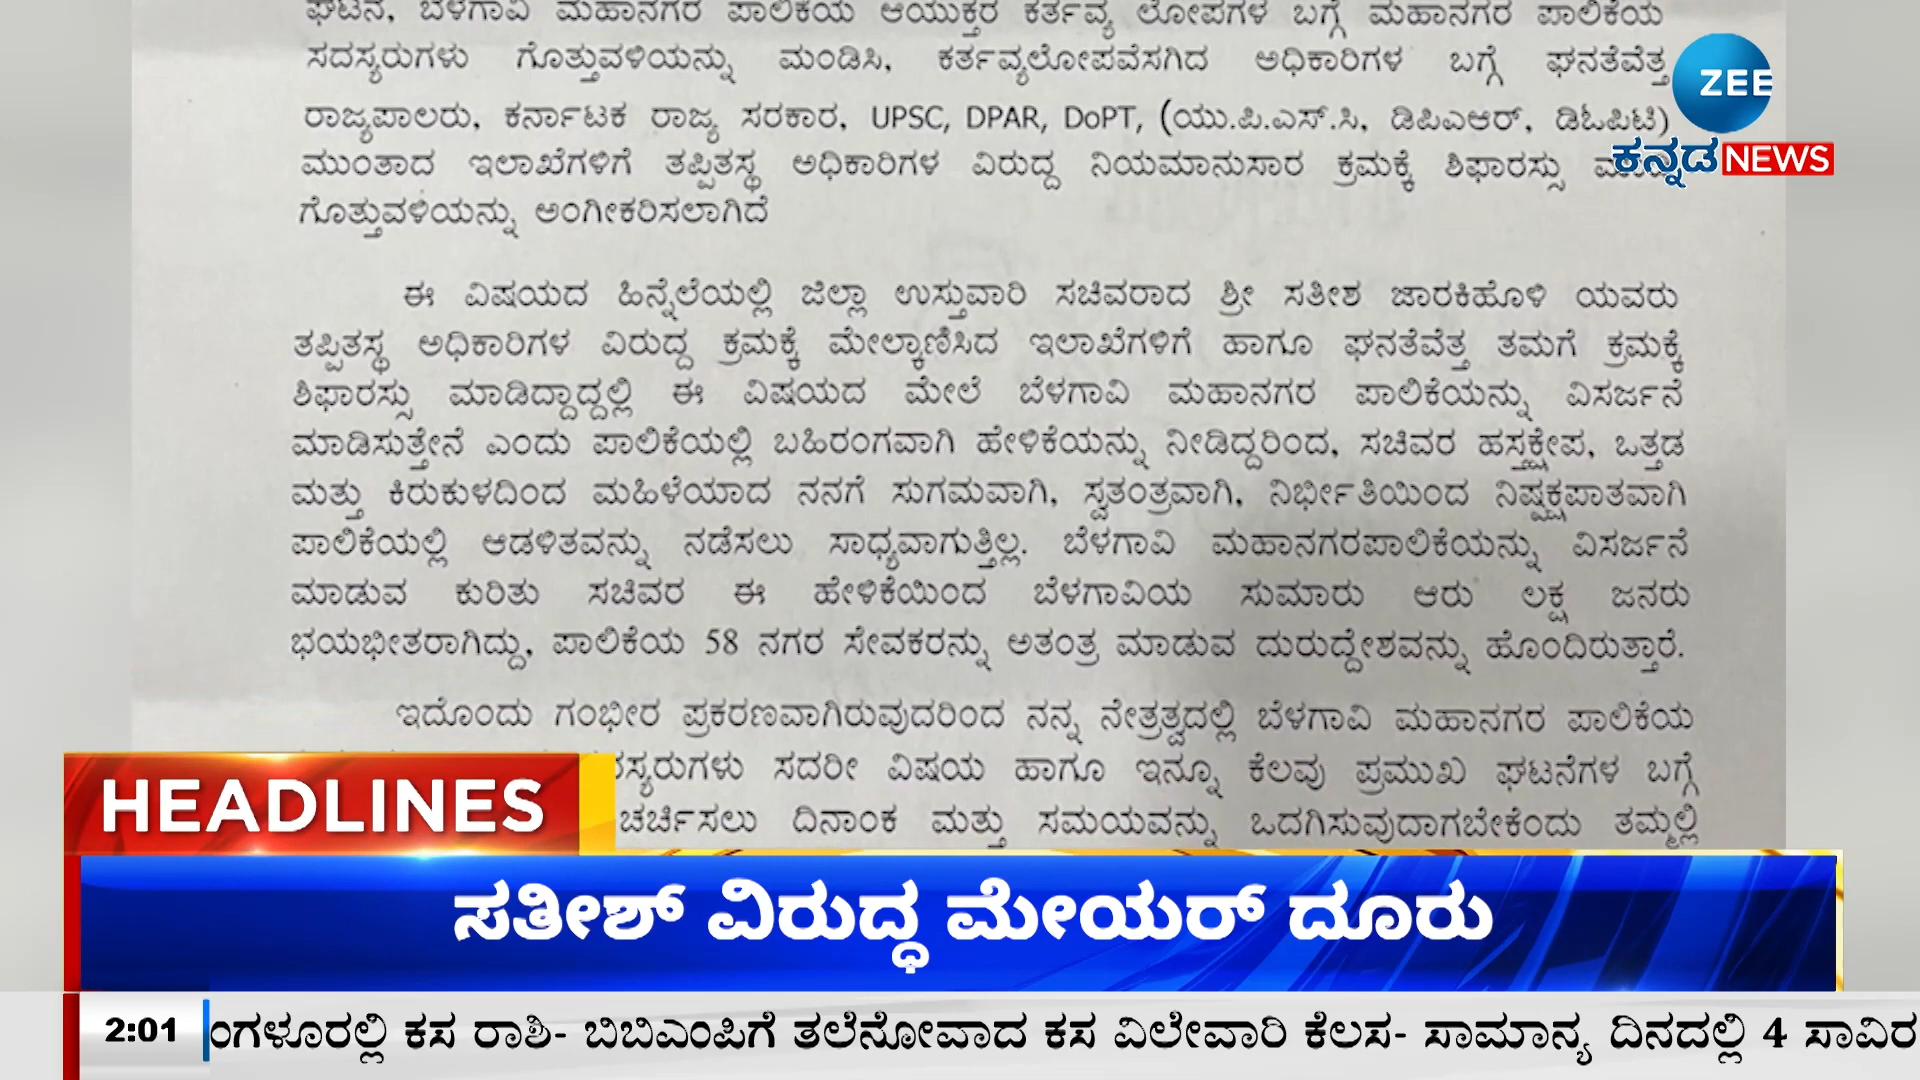 ಘಟನೆ, ಬೆಳಗಾವಿ ಮಹಾನಗರ ಪಾಲಿಕೆಯ ಆಯುಕ್ತರ ಕರ್ತವ್ಯ ಲೋಪಗಳ ಬಗ್ಗೆ ಮಹಾನಗರ ಪಾಲಿಕೆಯ
ಸದಸ್ಯರುಗಳು ಗೊತ್ತುವಳಿಯನ್ನು ಮಂಡಿಸಿ, ಕರ್ತವ್ಯಲೋಪವೆಸಗಿದ ಅಧಿಕಾರಿಗಳ ಬಗ್ಗೆ ಘನತೆವೆತ್ತ
ರಾಜ್ಯಪಾಲರು, ಕರ್ನಾಟಕ ರಾಜ್ಯ ಸರಕಾರ, UPSC, DPAR, DoPT, (ಯು.ಪಿ.ಎಸ್.ಸಿ, ಡಿಪಿಎಆರ್, ಡಿಓಪಿಟಿ)
ಮುಂತಾದ ಇಲಾಖೆಗಳಿಗೆ ತಪ್ಪಿತಸ್ಥ ಅಧಿಕಾರಿಗಳ ವಿರುದ್ದ ನಿಯಮಾನುಸಾರ ಕ್ರಮಕ್ಕೆ ಶಿಫಾರಸ್ಸು
ಗೊತ್ತುವಳಿಯನ್ನು ಅಂಗೀಕರಿಸಲಾಗಿದೆ
ZEE
ಕನ್ನಡ NEWS
ಈ ವಿಷಯದ ಹಿನ್ನೆಲೆಯಲ್ಲಿ ಜಿಲ್ಲಾ ಉಸ್ತುವಾರಿ ಸಚಿವರಾದ ಶ್ರೀ ಸತೀಶ ಜಾರಕಿಹೊಳಿ ಯವರು
ತಪ್ಪಿತಸ್ಥ ಅಧಿಕಾರಿಗಳ ವಿರುದ್ದ ಕ್ರಮಕ್ಕೆ ಮೇಲ್ಕಾಣಿಸಿದ ಇಲಾಖೆಗಳಿಗೆ ಹಾಗೂ ಘನತೆವೆತ್ತ ತಮಗೆ ಕ್ರಮಕ್ಕೆ
ಶಿಫಾರಸ್ಸು ಮಾಡಿದ್ದಾದ್ದಲ್ಲಿ ಈ ವಿಷಯದ ಮೇಲೆ ಬೆಳಗಾವಿ ಮಹಾನಗರ ಪಾಲಿಕೆಯನ್ನು ವಿಸರ್ಜನೆ
ಮಾಡಿಸುತ್ತೇನೆ ಎಂದು ಪಾಲಿಕೆಯಲ್ಲಿ ಬಹಿರಂಗವಾಗಿ ಹೇಳಿಕೆಯನ್ನು ನೀಡಿದ್ದರಿಂದ, ಸಚಿವರ ಹಸ್ತಕ್ಷೇಪ, ಒತ್ತಡ
ಮತ್ತು ಕಿರುಕುಳದಿಂದ ಮಹಿಳೆಯಾದ ನನಗೆ ಸುಗಮವಾಗಿ, ಸ್ವತಂತ್ರವಾಗಿ, ನಿರ್ಭೀತಿಯಿಂದ ನಿಷ್ಪಕ್ಷಪಾತವಾಗಿ
ಪಾಲಿಕೆಯಲ್ಲಿ ಆಡಳಿತವನ್ನು ನಡೆಸಲು ಸಾಧ್ಯವಾಗುತ್ತಿಲ್ಲ. ಬೆಳಗಾವಿ ಮಹಾನಗರಪಾಲಿಕೆಯನ್ನು ವಿಸರ್ಜನೆ
ಮಾಡುವ ಕುರಿತು ಸಚಿವರ ಈ ಹೇಳಿಕೆಯಿಂದ ಬೆಳಗಾವಿಯ ಸುಮಾರು ಆರು ಲಕ್ಷ ಜನರು
ಭಯಭೀತರಾಗಿದ್ದು, ಪಾಲಿಕೆಯ 58 ನಗರ ಸೇವಕರನ್ನು ಅತಂತ್ರ ಮಾಡುವ ದುರುದ್ದೇಶವನ್ನು ಹೊಂದಿರುತ್ತಾರೆ.
ಇದೊಂದು ಗಂಭೀರ ಪ್ರಕರಣವಾಗಿರುವುದರಿಂದ ನನ್ನ ನೇತ್ರತ್ವದಲ್ಲಿ ಬೆಳಗಾವಿ ಮಹಾನಗರ ಪಾಲಿಕೆಯ
ಸದರೀ ವಿಷಯ ಹಾಗೂ ಇನ್ನೂ ಕೆಲವು ಪ್ರಮುಖ ಘಟನೆಗಳ ಬಗ್ಗೆ
ಚರ್ಚಿಸಲು ದಿನಾಂಕ ಮತ್ತು ಸಮಯವನ್ನು ಒದಗಿಸುವುದಾಗಬೇಕೆಂದು ತಮ್ಮಲ್ಲಿ
HEADLINES
ಸತೀಶ್ ವಿರುದ್ಧ ಮೇಯರ್ ದೂರು
2:01 ಂಗಳೂರಲ್ಲಿ ಕಸ ರಾಶಿ- ಬಿಬಿಎಂಪಿಗೆ ತಲೆನೋವಾದ ಕಸ ವಿಲೇವಾರಿ ಕೆಲಸ- ಸಾಮಾನ್ಯ ದಿನದಲ್ಲಿ 4 ಸಾವಿರ